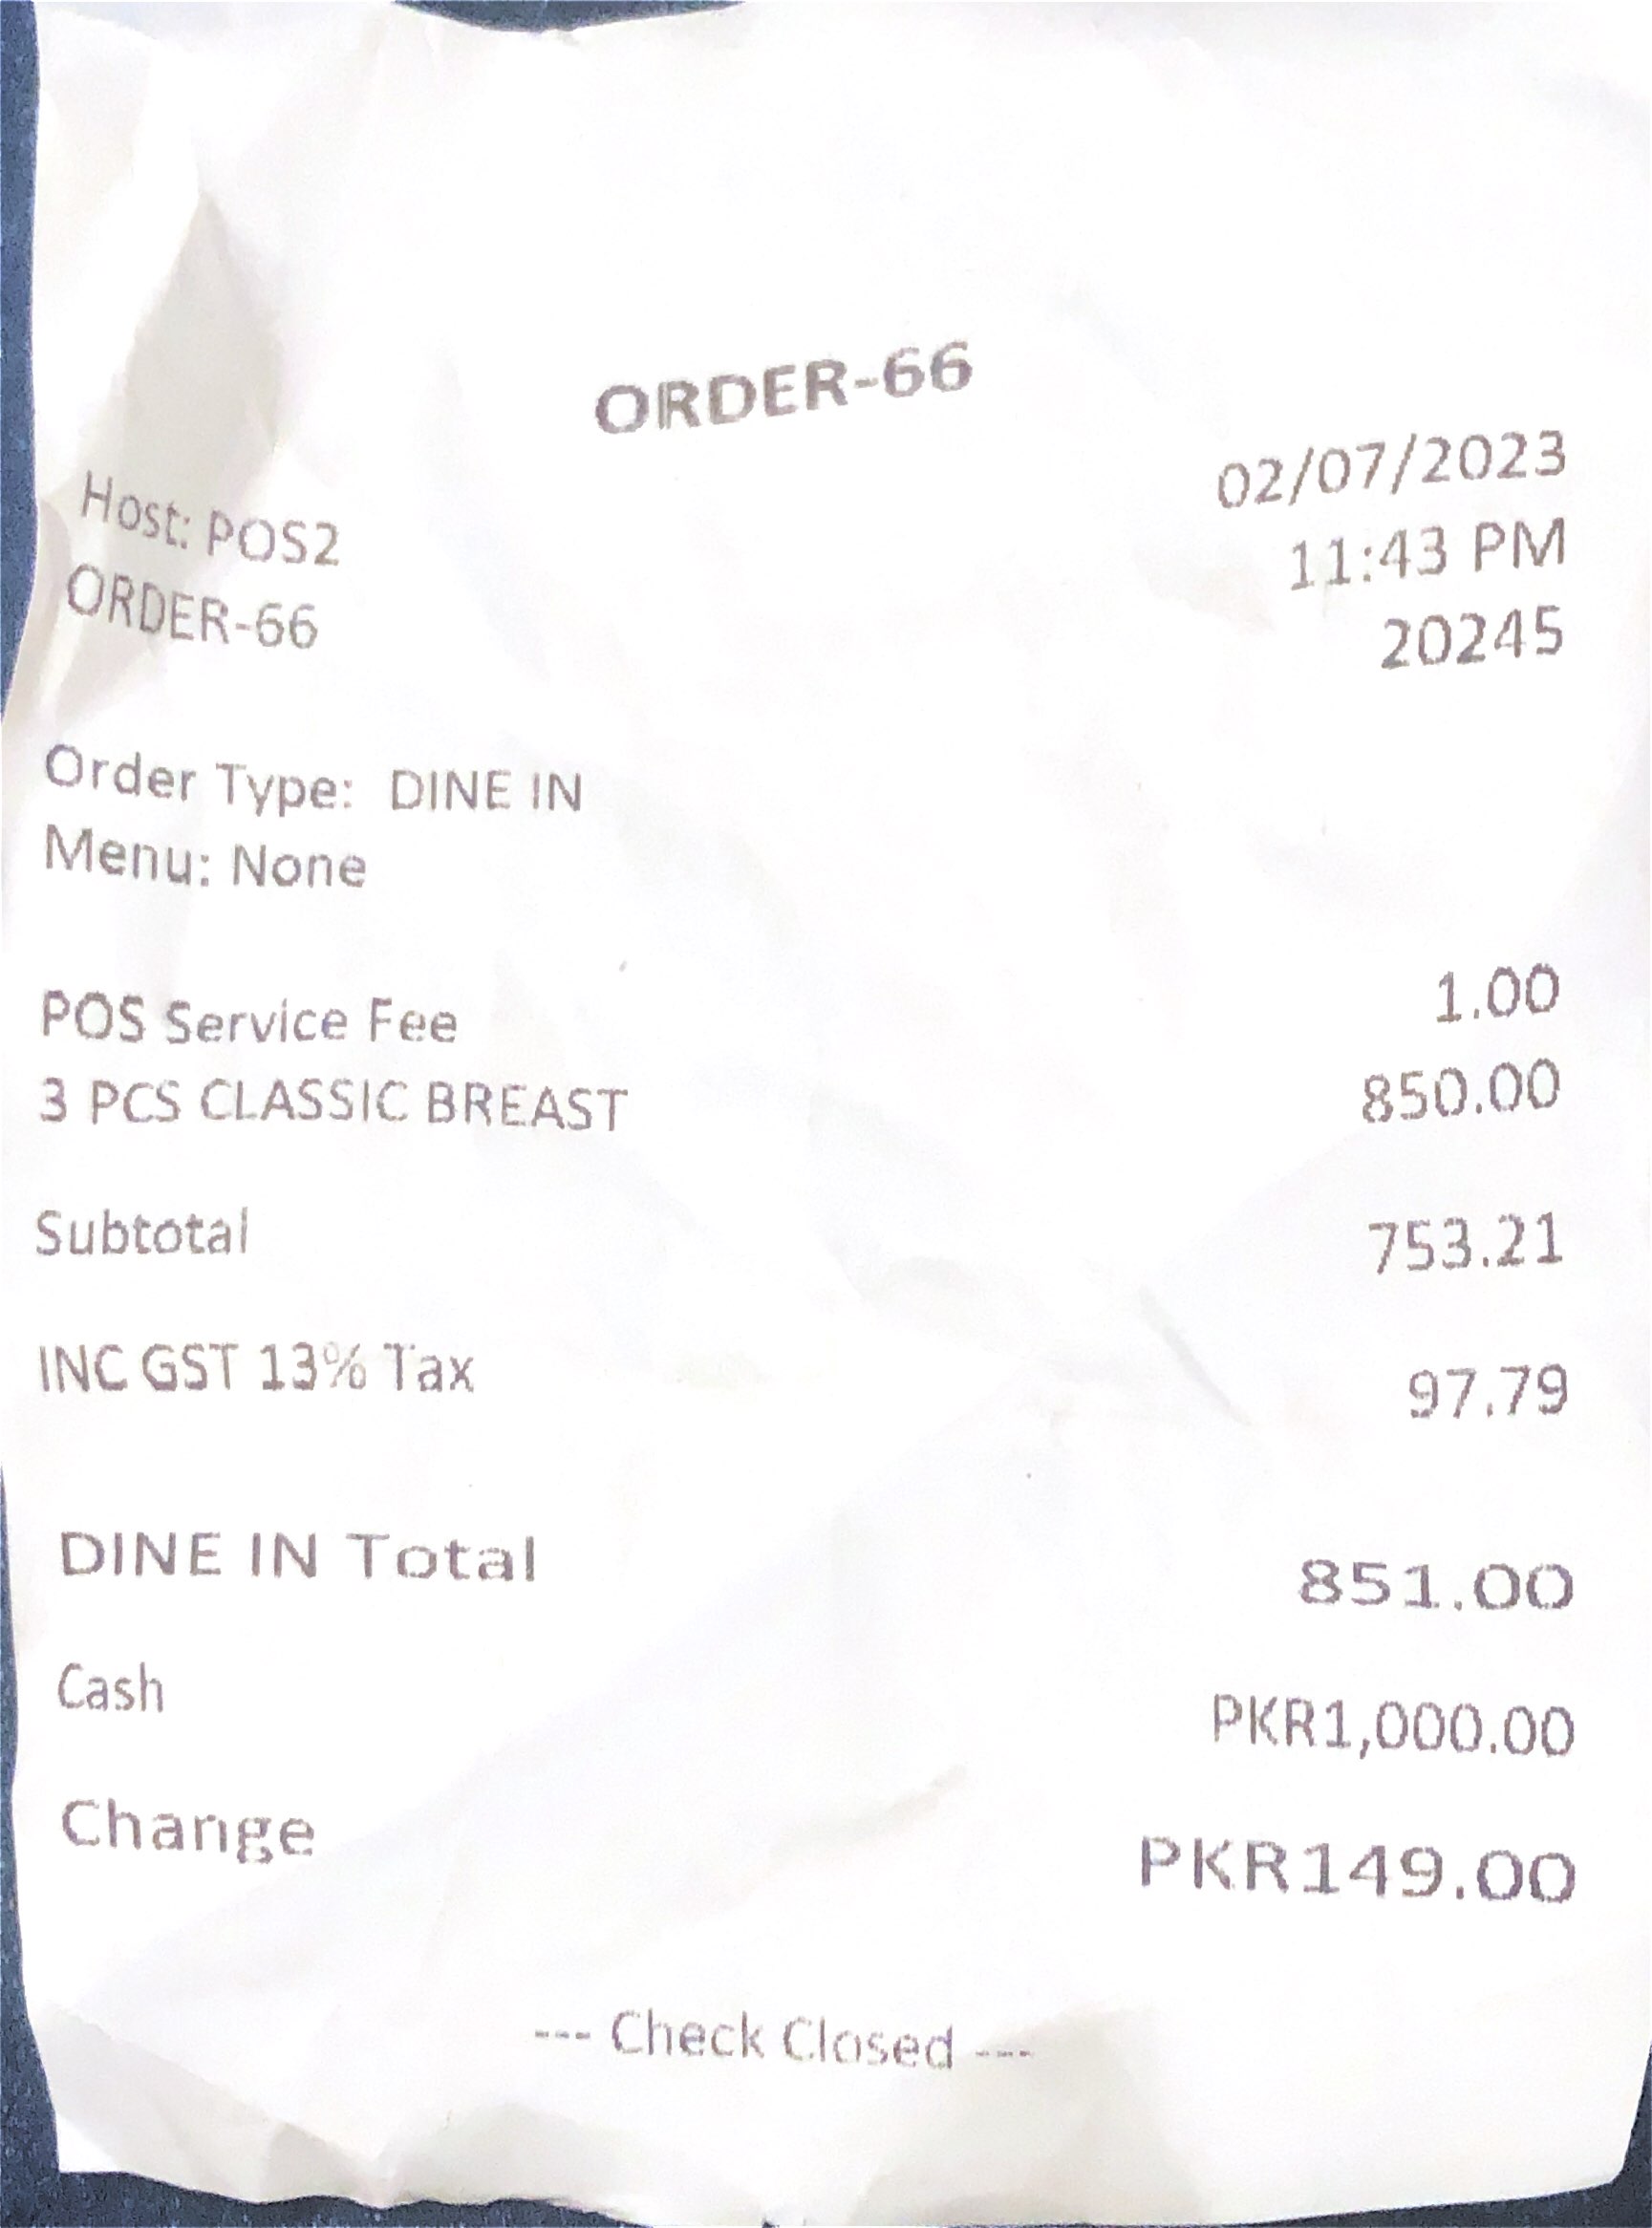 ORDER-66
02/07/2023
Host: POS2 11:43 PM
ORDER-66 20245
Order Type: DINE IN
Menu: None
POS Service Fee 1.00
3 PCS CLASSIC BREAST 850.00
Subtotal 753.21
INC GST 13% Tax 97.79
DINE IN Total 851.00
Cash PKR1,000.00
Change PKR149.00
--- Check Closed ---